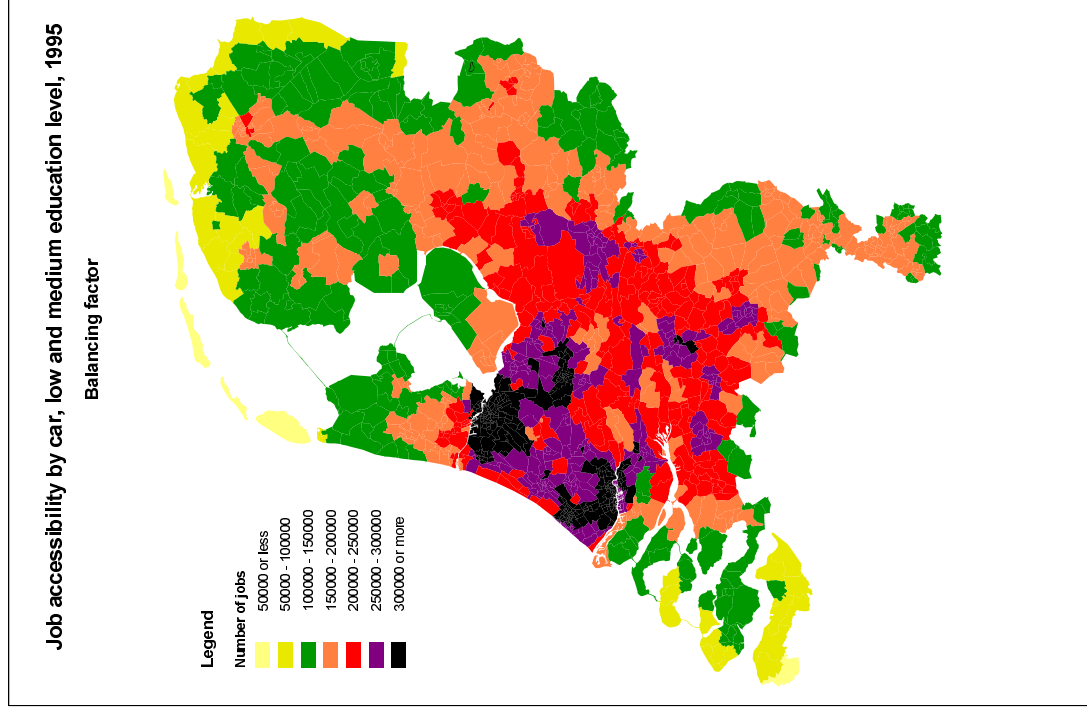 Job accessibility by car, low and medium education level, 1995
Balancing factor
Legend
Number of jobs
50000 or less
50000 - 100000
100000 - 150000
150000 - 200000
200000 - 250000
250000 - 300000
300000 or more